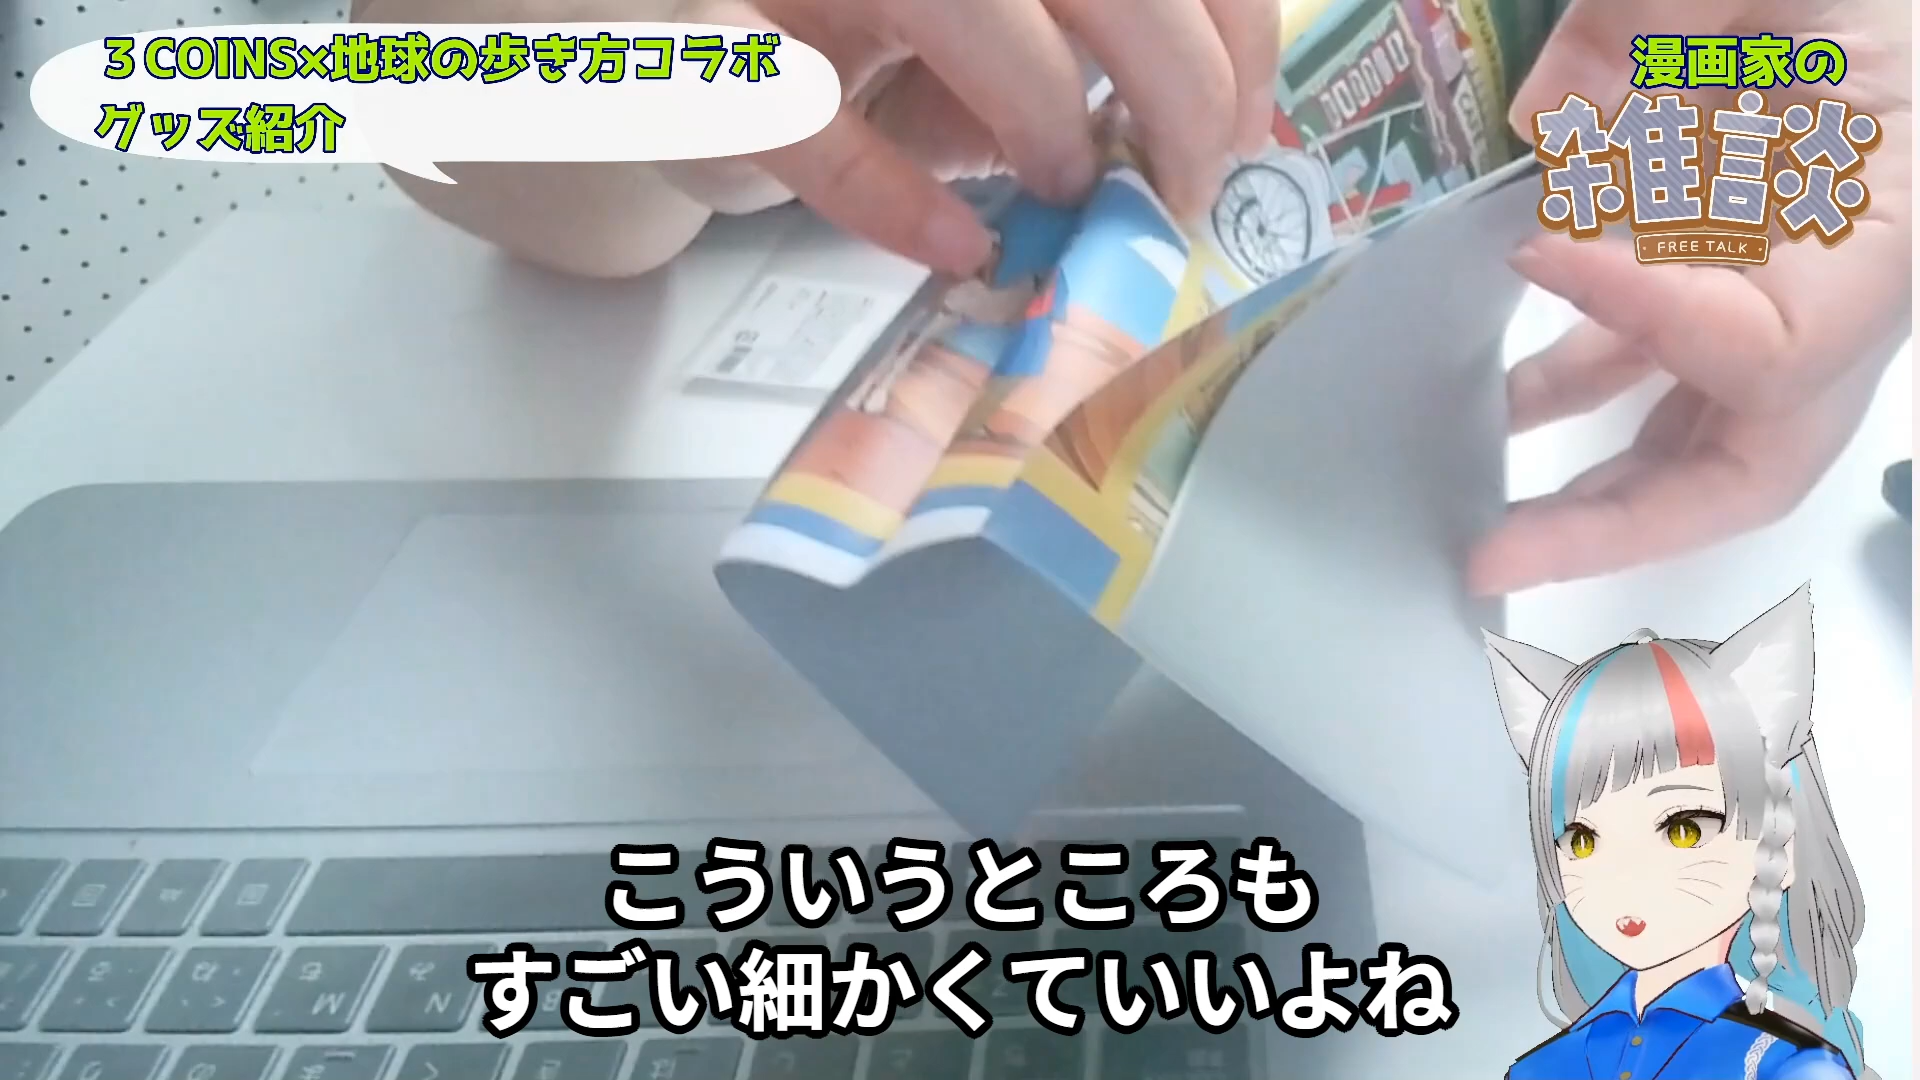 ３COINS×地球の歩き方コラボ
グッズ紹介
漫画家の
雑談
FREE TALK
こういうところも
すごい細かくていいよね